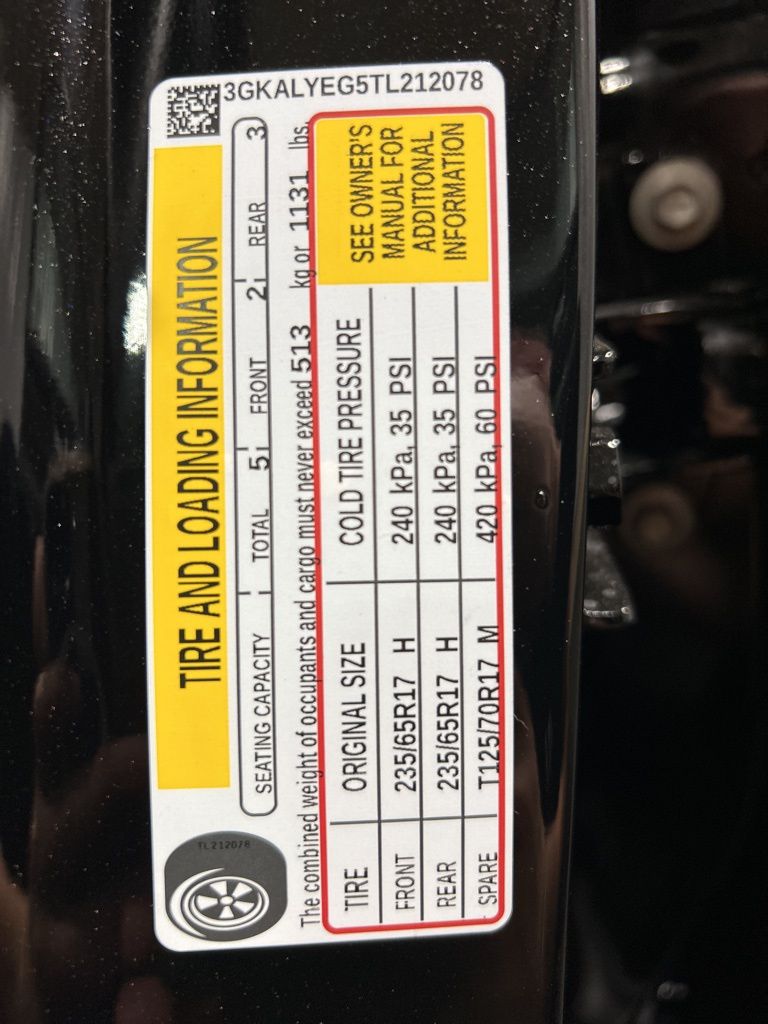 3GKALYEG5TL212078
TIRE AND LOADING INFORMATION
SEATING CAPACITY TOTAL 5 FRONT 2 REAR 3
The combined weight of occupants and cargo must never exceed 513 kg or 1131 lbs.
TIRE ORIGINAL SIZE COLD TIRE PRESSURE
FRONT 235/65R17 H 240 kPa, 35 PSI
REAR 235/65R17 H 240 kPa, 35 PSI
SPARE T125/70R17 M 420 kPa, 60 PSI
SEE OWNER'S
MANUAL FOR
ADDITIONAL
INFORMATION
TL212078